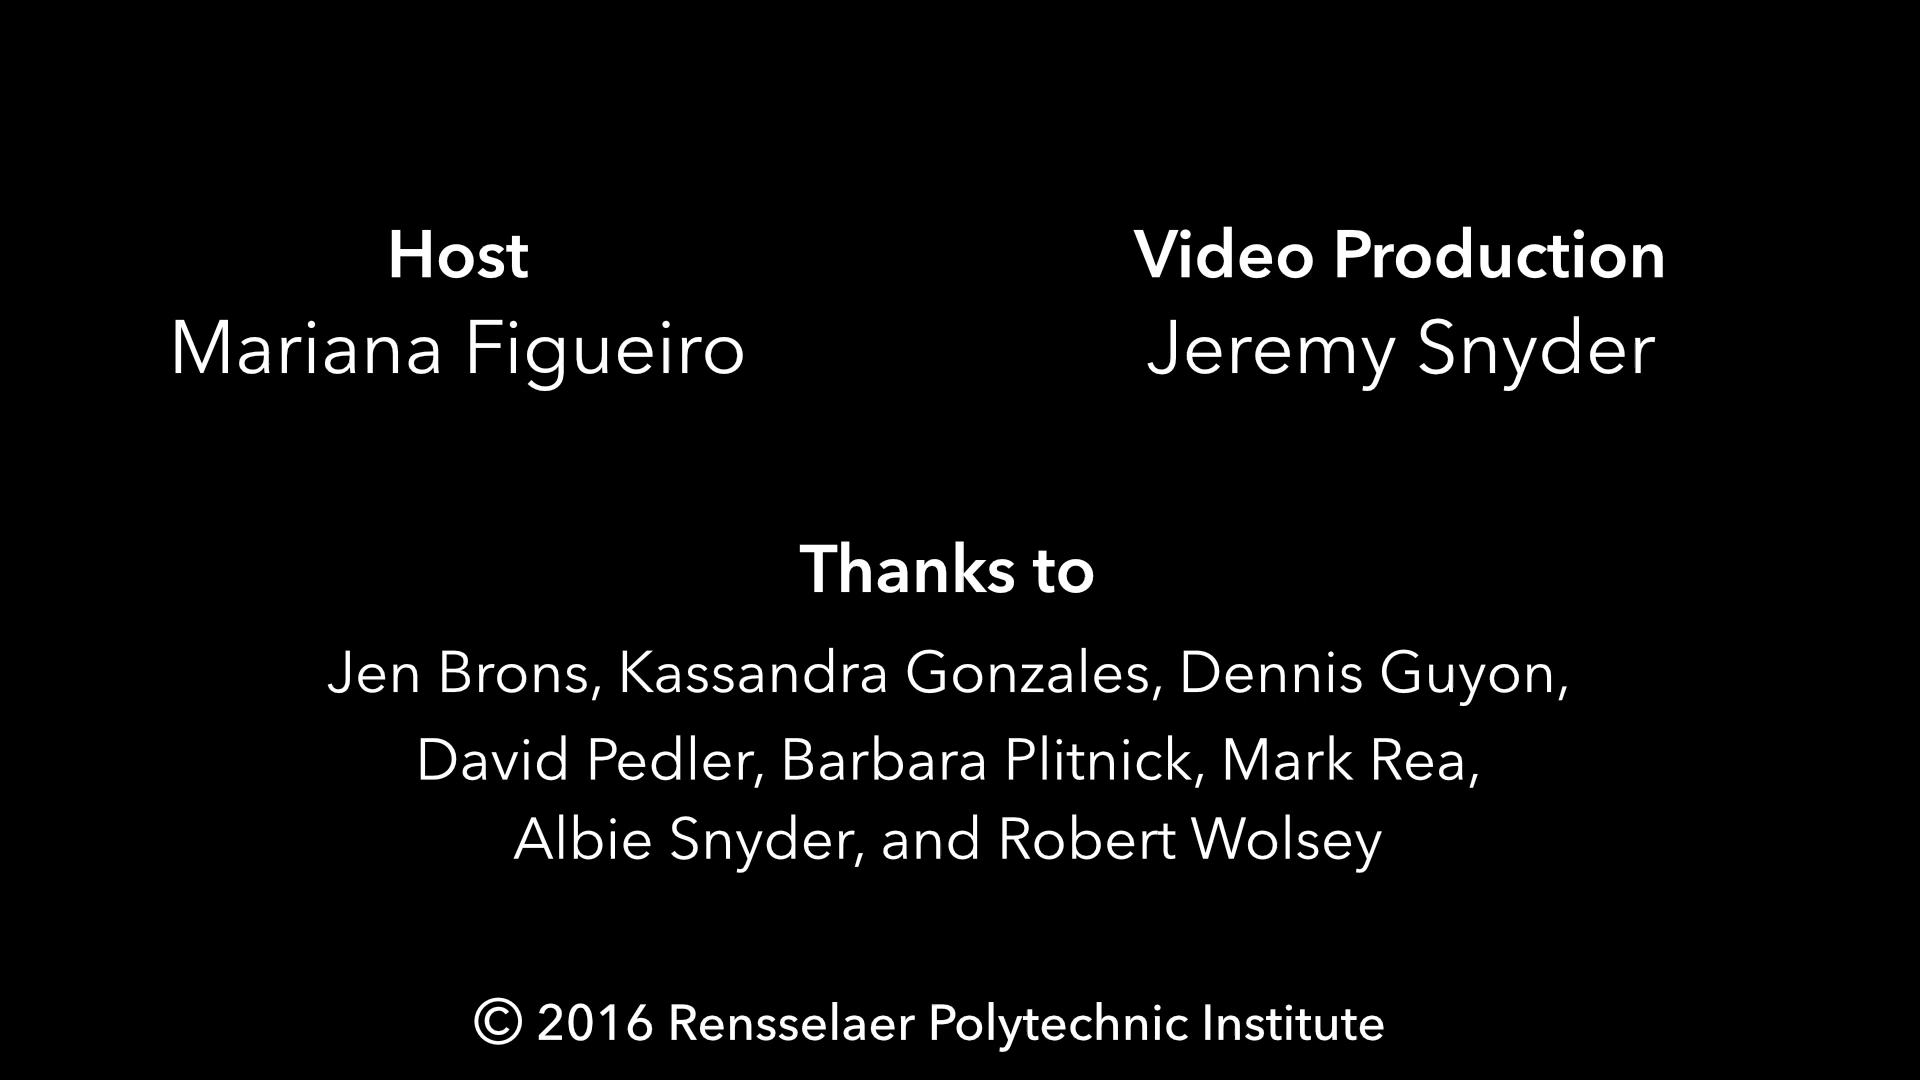 Host
Mariana Figueiro
Video Production
Jeremy Snyder
Thanks to
Jen Brons, Kassandra Gonzales, Dennis Guyon,
David Pedler, Barbara Plitnick, Mark Rea,
Albie Snyder, and Robert Wolsey
© 2016 Rensselaer Polytechnic Institute